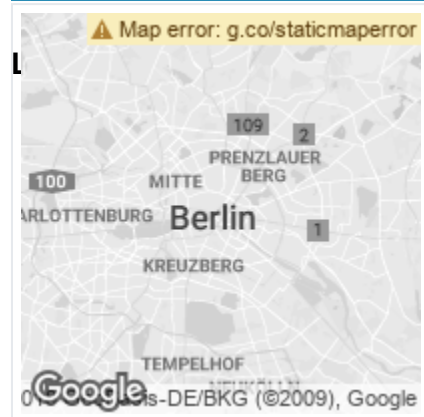 Map error: g.co/staticmaperror
L
109
2
PRENZLAUER
BERG
100
MITTE
ARLOTTENBURG
Berlin
1
KREUZBERG
TEMPELHOF
Google
-DE/BKG (©2009), Google